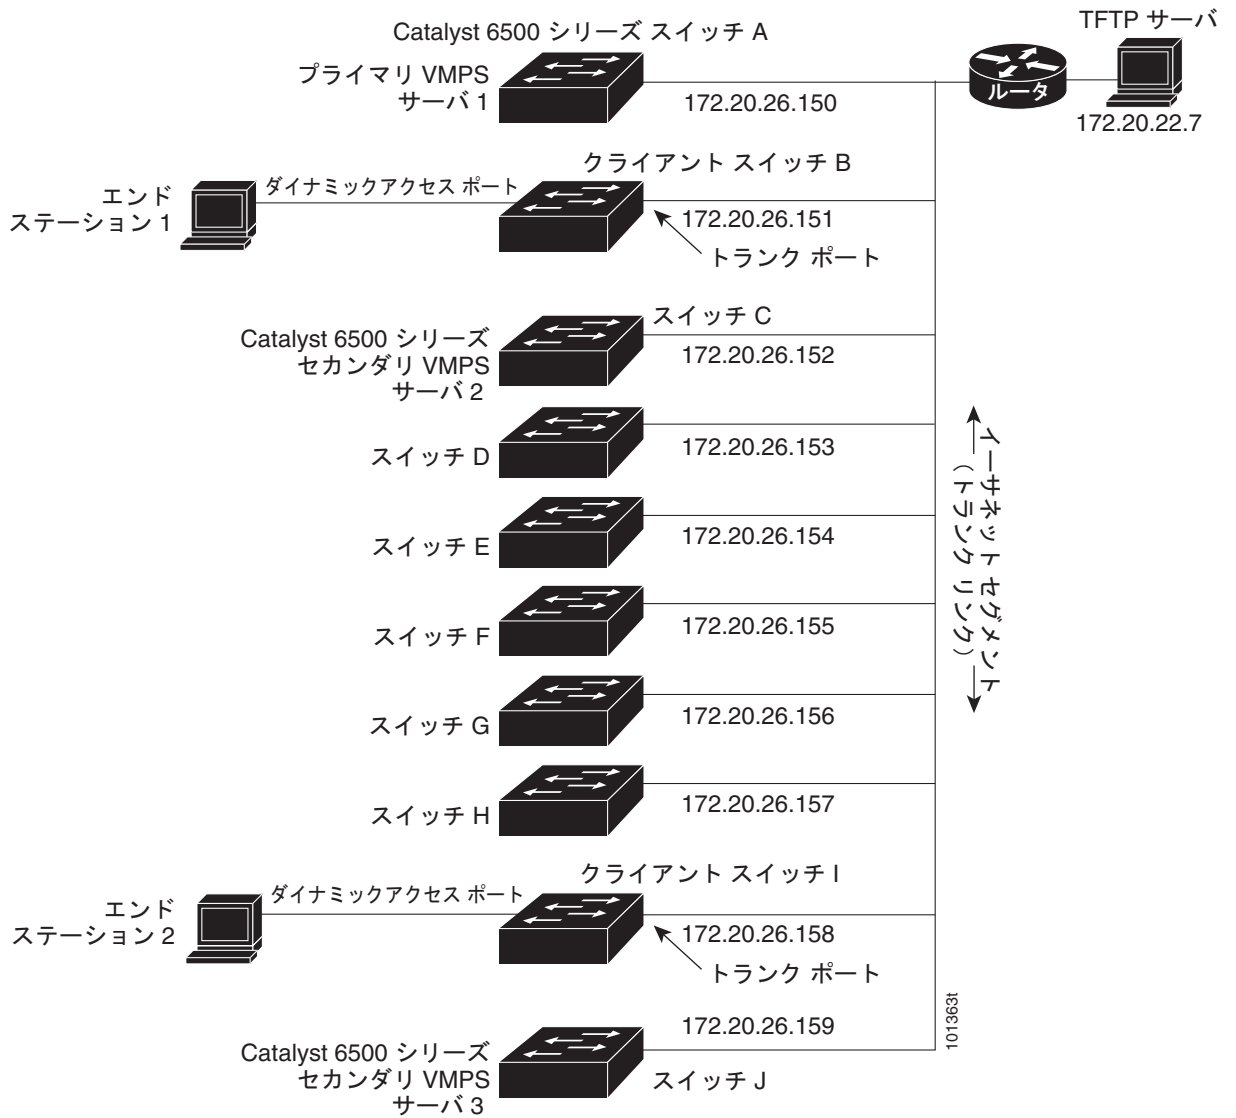 Catalyst 6500 シリーズ スイッチ A
TFTP サーバ
プライマリ VMPS
サーバ 1
172.20.26.150
ルータ
172.20.22.7
クライアント スイッチ B
エンド
ステーション 1
ダイナミックアクセス ポート
172.20.26.151
トランク ポート
スイッチ C
Catalyst 6500 シリーズ
セカンダリ VMPS
サーバ 2
172.20.26.152
スイッチ D
172.20.26.153
スイッチ E
172.20.26.154
イーサネット セグメント
(トランク リンク)
スイッチ F
172.20.26.155
スイッチ G
172.20.26.156
スイッチ H
172.20.26.157
クライアント スイッチ I
エンド
ステーション 2
ダイナミックアクセス ポート
172.20.26.158
トランク ポート
172.20.26.159
Catalyst 6500 シリーズ
セカンダリ VMPS
サーバ 3
スイッチ J
101363t